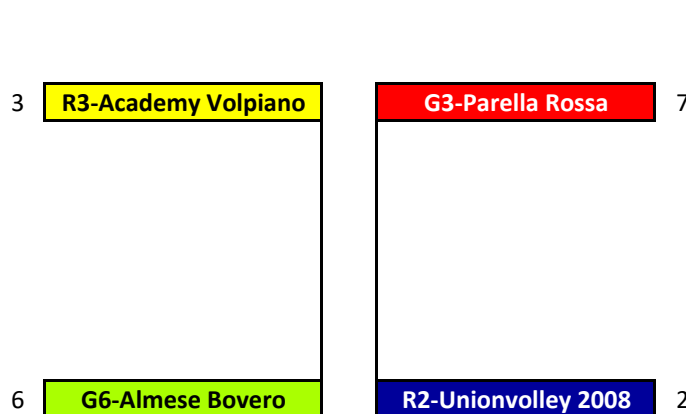 3 R3-Academy Volpiano G3-Parella Rossa 7
6 G6-Almese Bovero R2-Unionvolley 2008 2